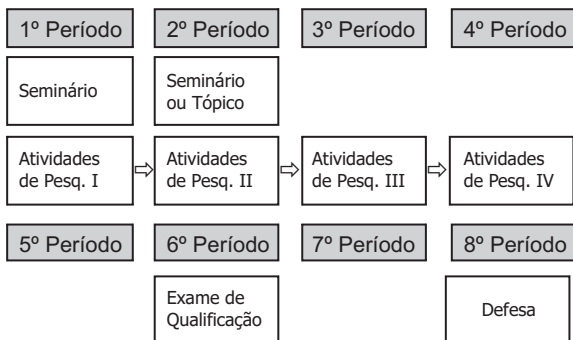 1º Período 2º Período 3º Período 4º Período
Seminário
Seminário
ou Tópico
Atividades
de Pesq. I
Atividades
de Pesq. II
Atividades
de Pesq. III
Atividades
de Pesq. IV
5º Período 6º Período 7º Período 8º Período
Exame de
Qualificação
Defesa